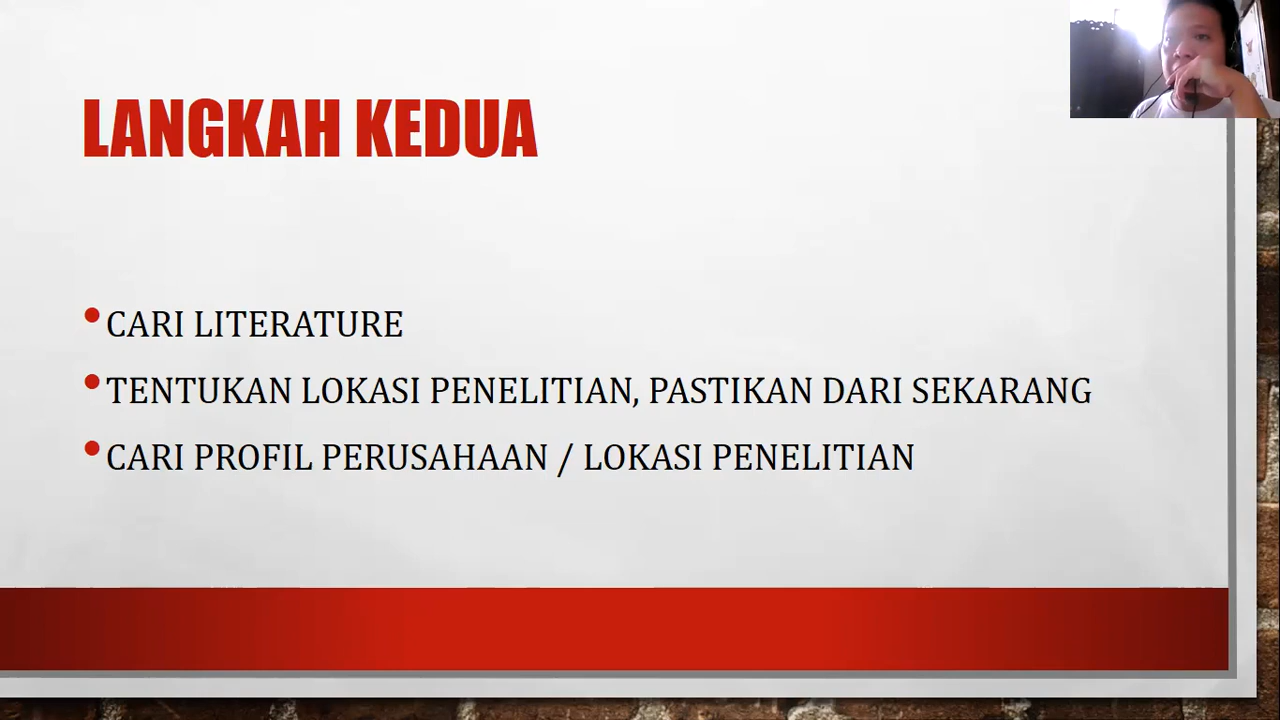 LANGKAH KEDUA
•CARI LITERATURE
•TENTUKAN LOKASI PENELITIAN, PASTIKAN DARI SEKARANG
•CARI PROFIL PERUSAHAAN / LOKASI PENELITIAN